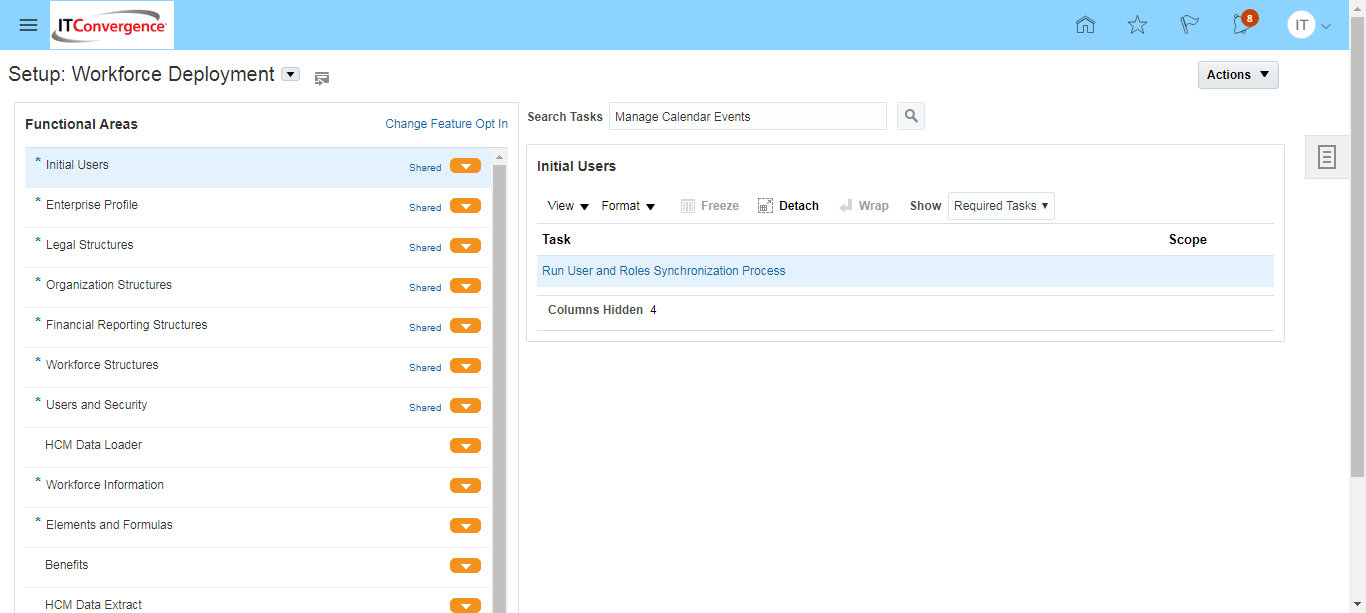 ITConvergence
8
IT
Setup: Workforce Deployment
Actions
Functional Areas
Change Feature Opt In
* Initial Users Shared
* Enterprise Profile Shared
* Legal Structures Shared
* Organization Structures Shared
* Financial Reporting Structures Shared
* Workforce Structures Shared
* Users and Security Shared
HCM Data Loader
* Workforce Information
* Elements and Formulas
Benefits
HCM Data Extract
Search Tasks Manage Calendar Events
Initial Users
View Format Freeze Detach Wrap Show Required Tasks
Task Scope
Run User and Roles Synchronization Process
Columns Hidden 4